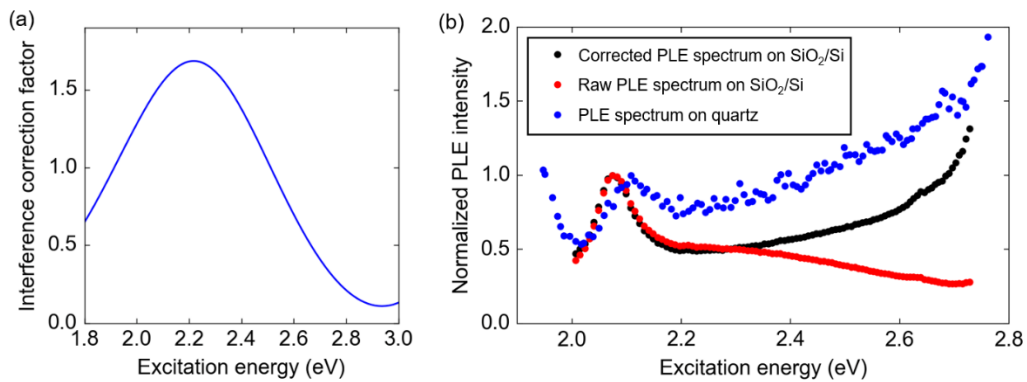 (a)
Interference correction factor
1.5
1.0
0.5
0.0
1.8 2.0 2.2 2.4 2.6 2.8 3.0
Excitation energy (eV)
(b)
Normalized PLE intensity
2.0
1.5
1.0
0.5
0.0
Corrected PLE spectrum on SiO₂/Si
Raw PLE spectrum on SiO₂/Si
PLE spectrum on quartz
2.0 2.2 2.4 2.6 2.8
Excitation energy (eV)